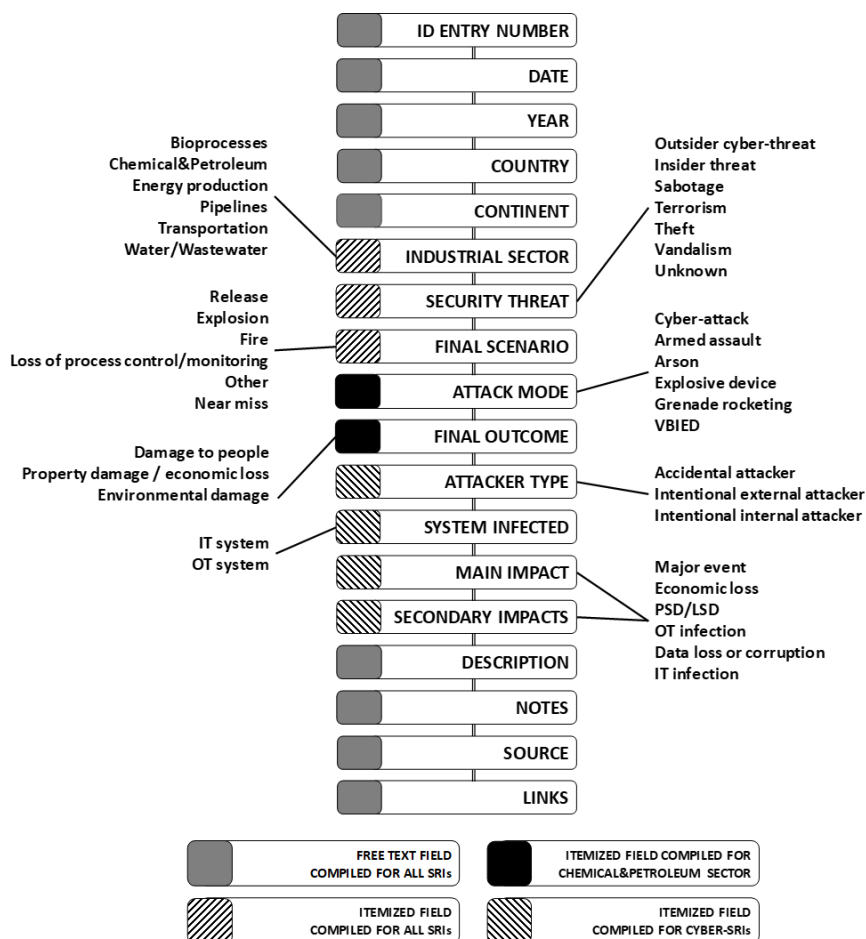 ID ENTRY NUMBER
DATE
YEAR
COUNTRY
CONTINENT
INDUSTRIAL SECTOR
SECURITY THREAT
FINAL SCENARIO
ATTACK MODE
FINAL OUTCOME
ATTACKER TYPE
SYSTEM INFECTED
MAIN IMPACT
SECONDARY IMPACTS
DESCRIPTION
NOTES
SOURCE
LINKS
Bioprocesses
Chemical&Petroleum
Energy production
Pipelines
Transportation
Water/Wastewater
Release
Explosion
Fire
Loss of process control/monitoring
Other
Near miss
Damage to people
Property damage / economic loss
Environmental damage
IT system
OT system
Outsider cyber-threat
Insider threat
Sabotage
Terrorism
Theft
Vandalism
Unknown
Cyber-attack
Armed assault
Arson
Explosive device
Grenade rocketing
VBIED
Accidental attacker
Intentional external attacker
Intentional internal attacker
Major event
Economic loss
PSD/LSD
OT infection
Data loss or corruption
IT infection
FREE TEXT FIELD
COMPILED FOR ALL SRIs
ITEMIZED FIELD COMPILED FOR
CHEMICAL&PETROLEUM SECTOR
ITEMIZED FIELD
COMPILED FOR ALL SRIs
ITEMIZED FIELD
COMPILED FOR CYBER-SRIs